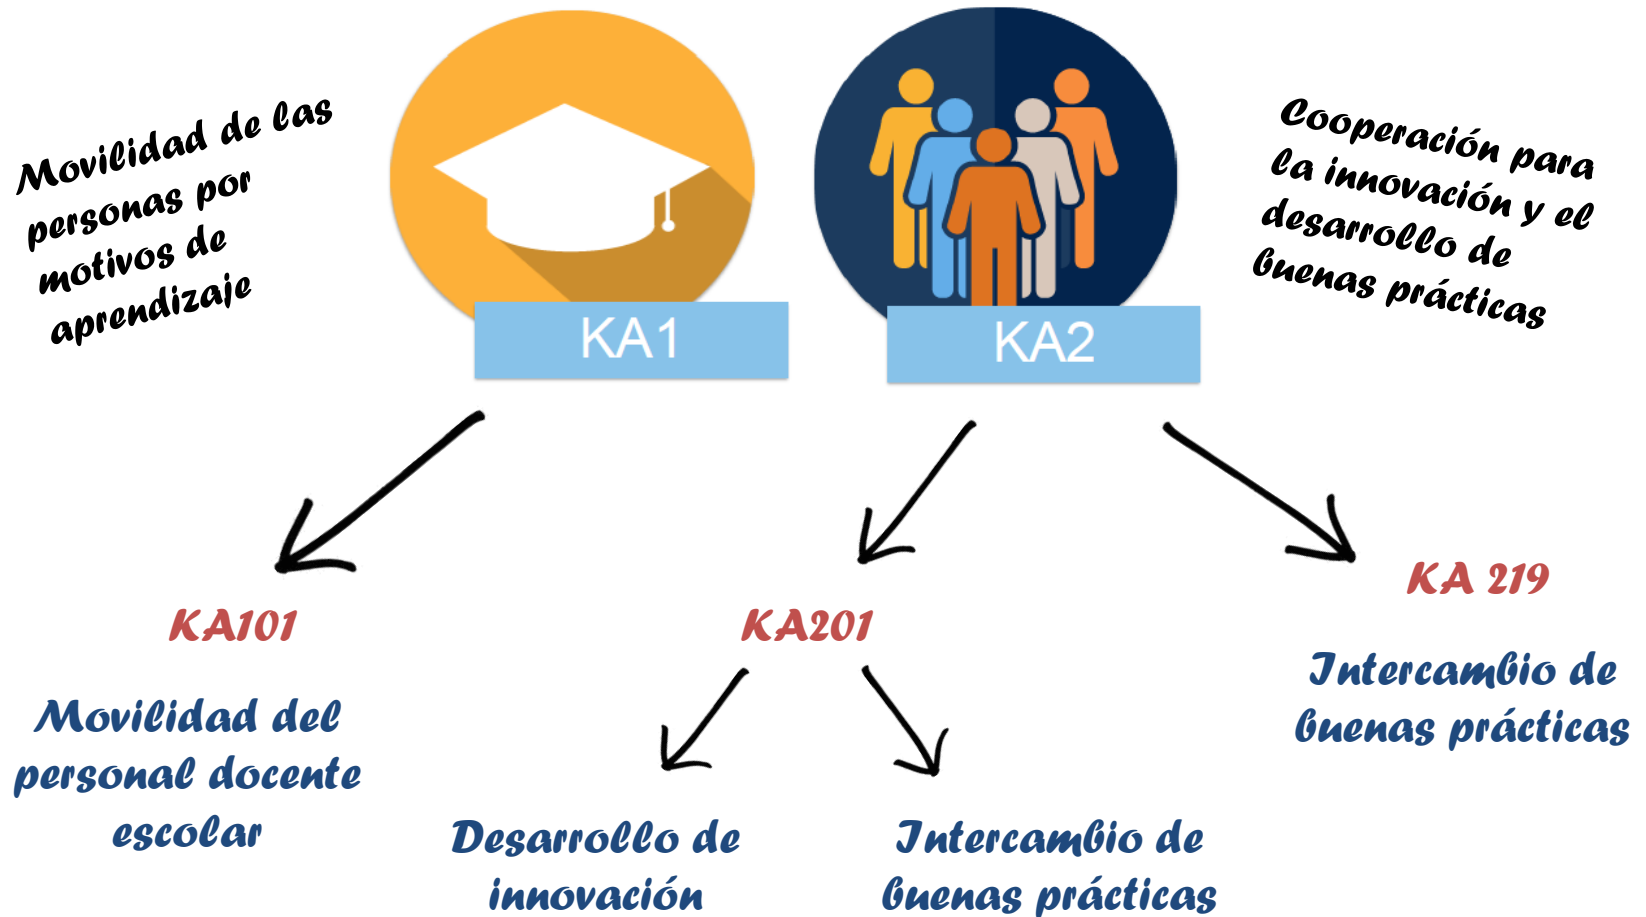 Movilidad de las
personas por
motivos de
aprendizaje
KA1
KA2
Cooperación para
la innovación y el
desarrollo de
buenas prácticas
KA101
Movilidad del
personal docente
escolar
KA201
Desarrollo de
innovación
Intercambio de
buenas prácticas
KA 219
Intercambio de
buenas prácticas